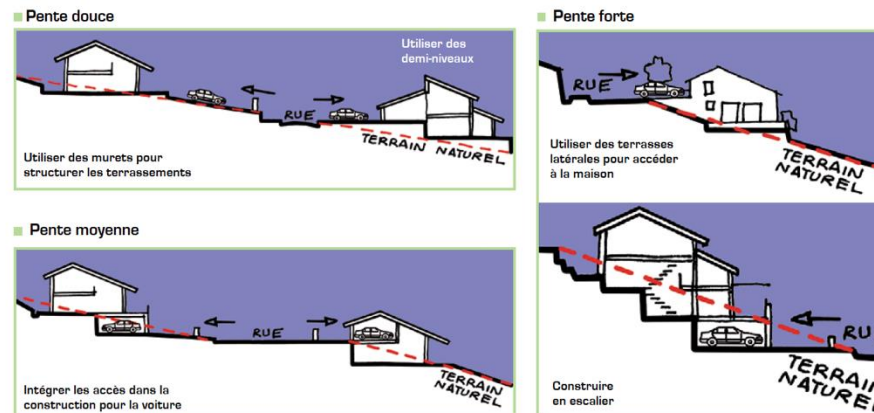 Pente douce
Utiliser des
demi-niveaux
RUE
TERRAIN NATUREL
Utiliser des murets pour
structurer les terrassements
Pente moyenne
RUE
TERRAIN
NATUREL
Intégrer les accès dans la
construction pour la voiture
Pente forte
RUE
Utiliser des terrasses
latérales pour accéder
à la maison
TERRAIN
NATUREL
RU
TERREN
NATUREL
Construire
en escalier